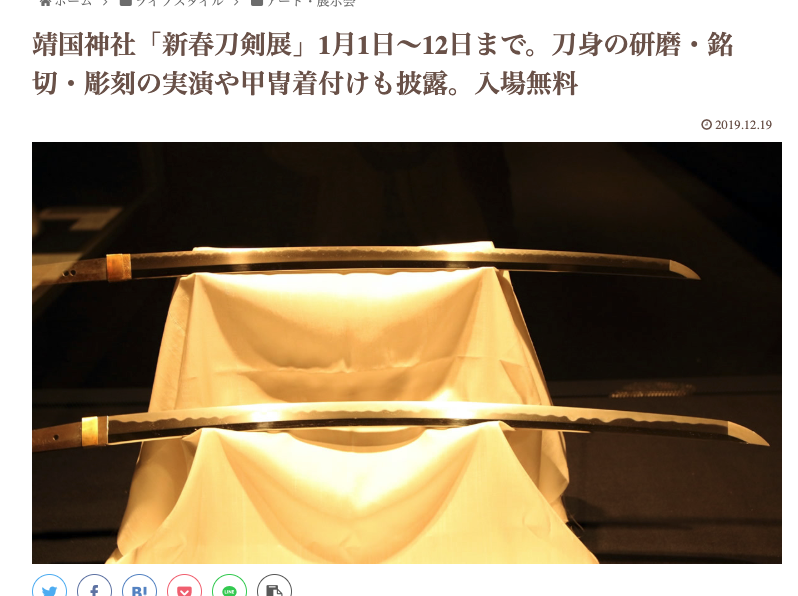 ホーム > ライフスタイル > アート・展示会
靖国神社「新春刀剣展」1月1日〜12日まで。刀身の研磨・銘
切・彫刻の実演や甲冑着付けも披露。入場無料
2019.12.19
B!
LINE